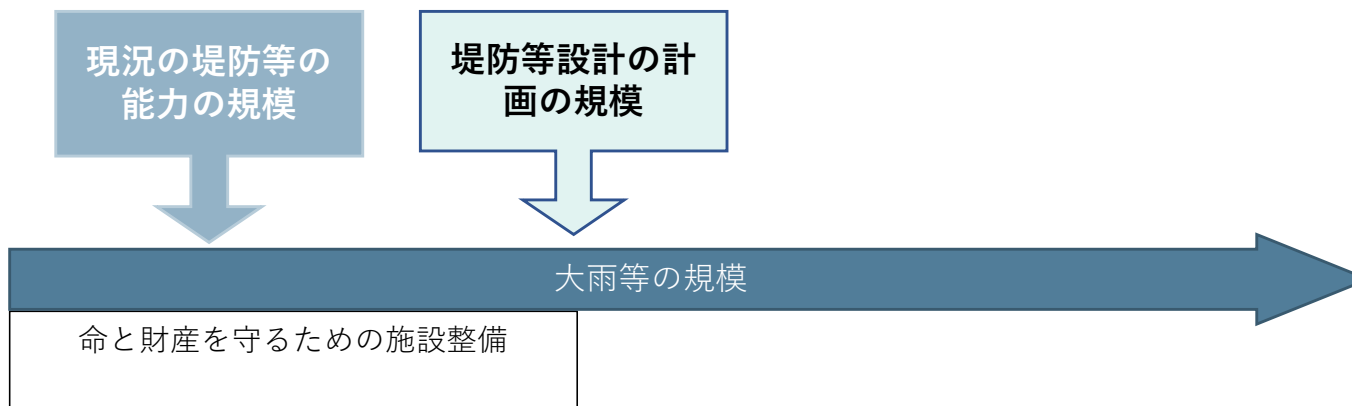 現況の堤防等の
能力の規模
堤防等設計の計
画の規模
大雨等の規模
命と財産を守るための施設整備